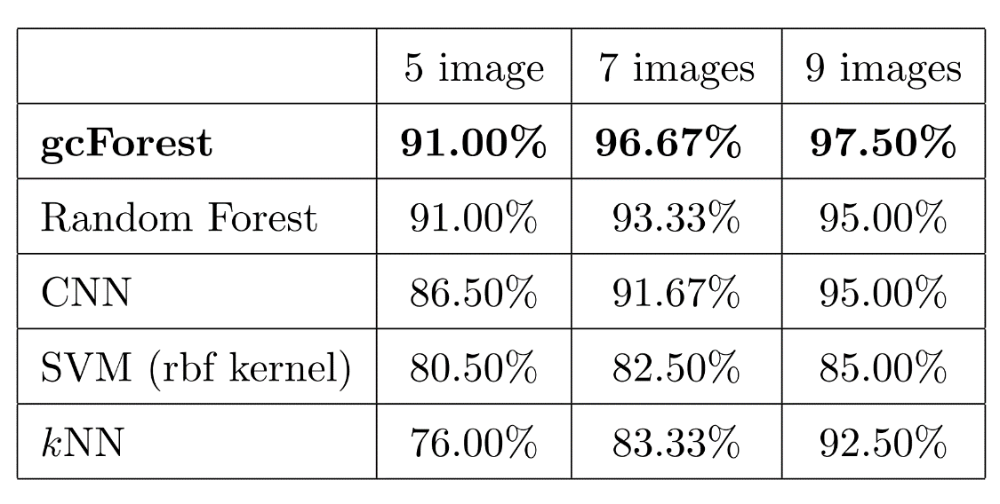 5 image 7 images 9 images
gcForest 91.00% 96.67% 97.50%
Random Forest 91.00% 93.33% 95.00%
CNN 86.50% 91.67% 95.00%
SVM (rbf kernel) 80.50% 82.50% 85.00%
kNN 76.00% 83.33% 92.50%